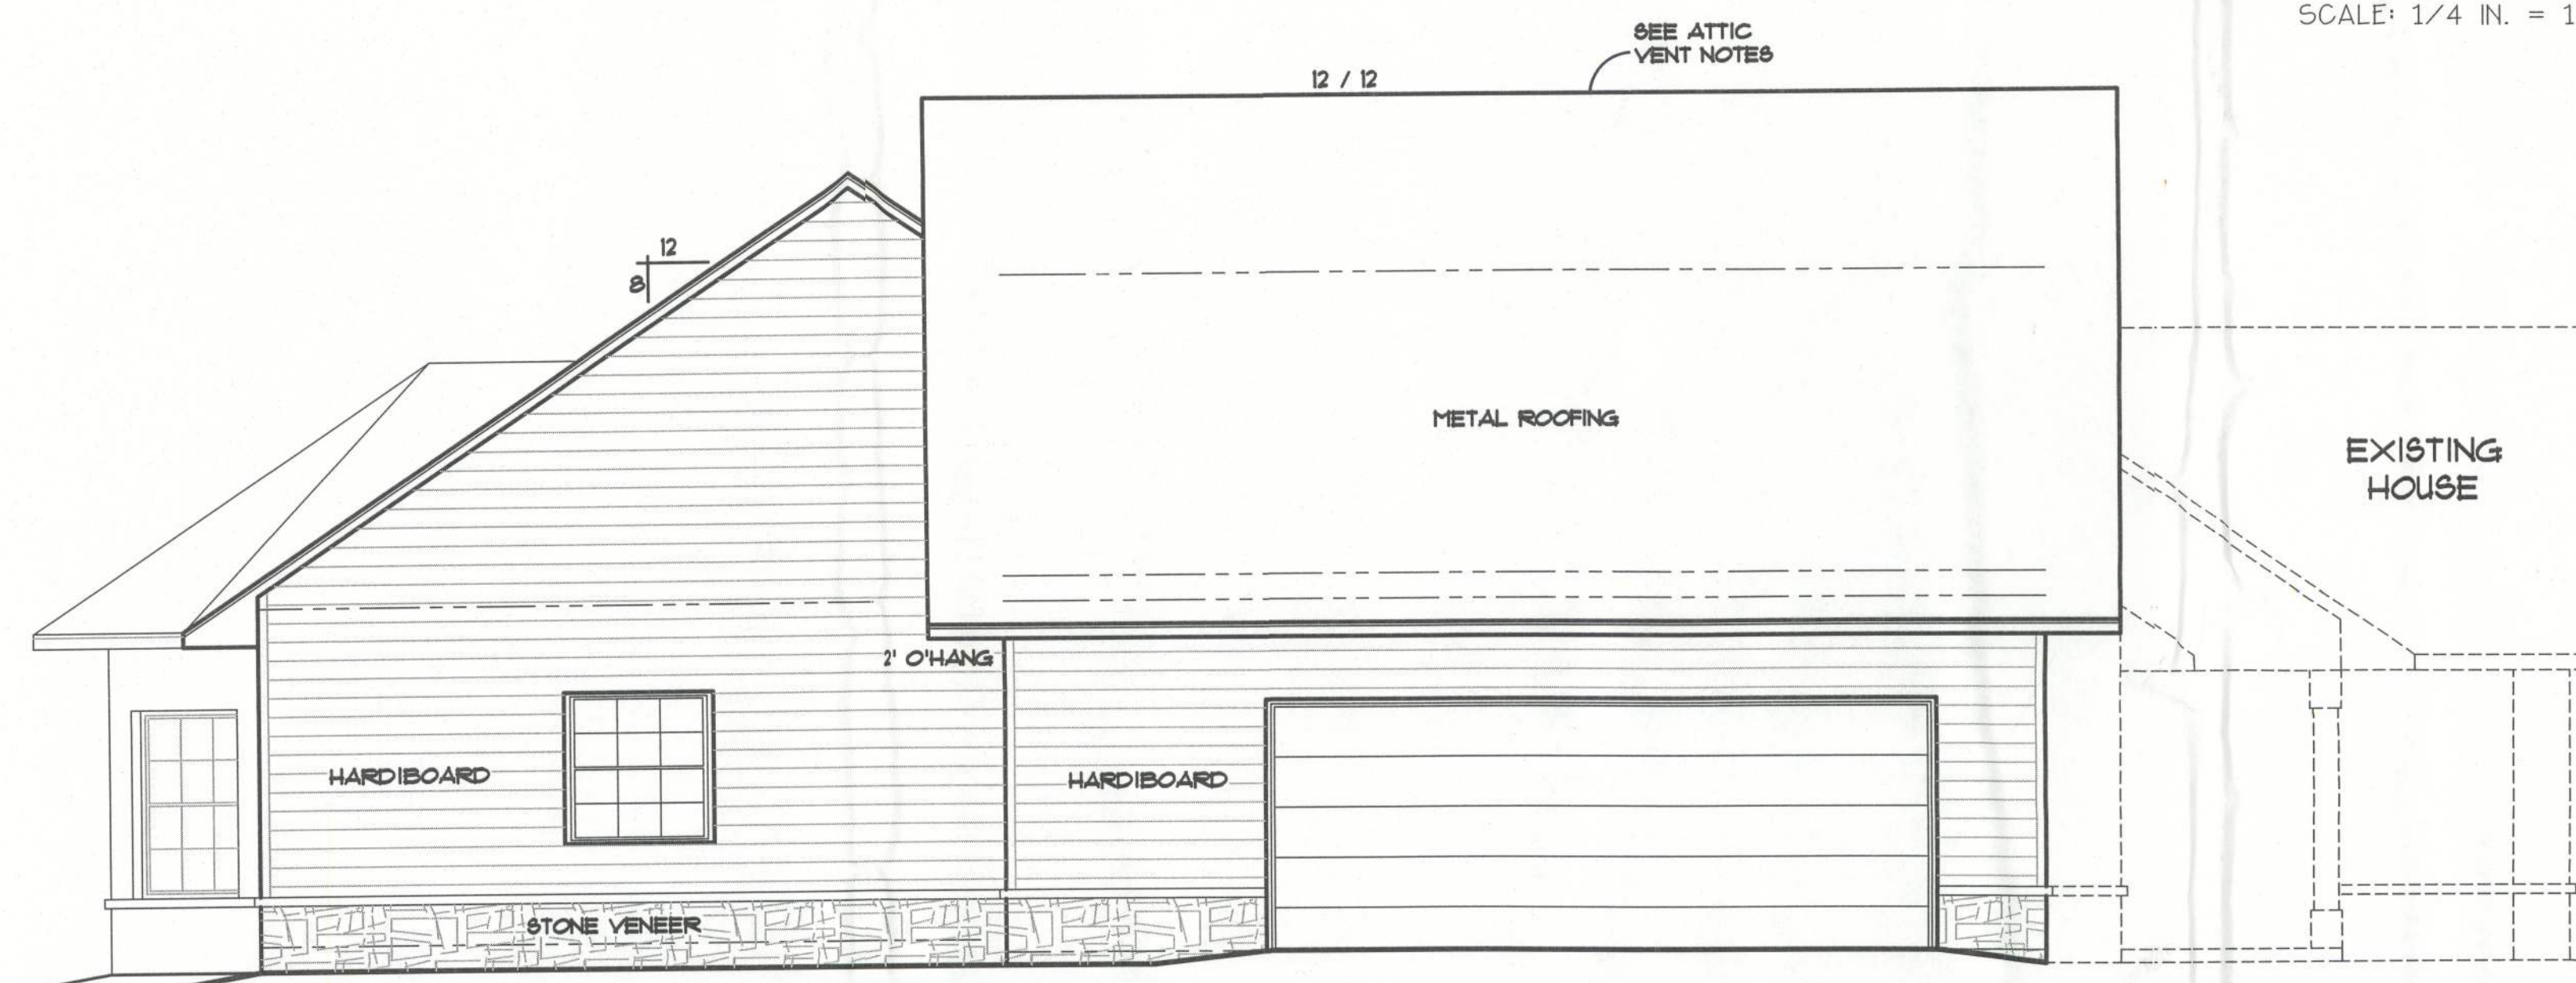 SCALE: 1/4 IN. = 1
SEE ATTIC
VENT NOTES
12 / 12
12
8
METAL ROOFING
EXISTING
HOUSE
2' O'HANG
HARDIBOARD
HARDIBOARD
STONE VENEER